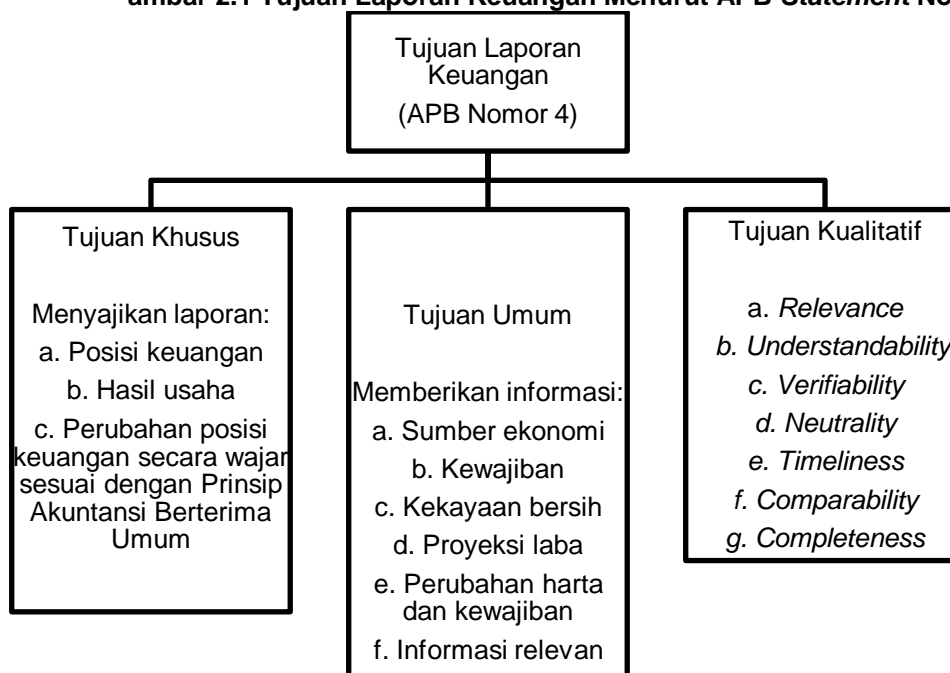 ambar 2.1 Tujuan Laporan Keuangan Menurut APB Statement No
Tujuan Laporan
Keuangan
(APB Nomor 4)
Tujuan Khusus
Menyajikan laporan:
a. Posisi keuangan
b. Hasil usaha
c. Perubahan posisi
keuangan secara wajar
sesuai dengan Prinsip
Akuntansi Berterima
Umum
Tujuan Umum
Memberikan informasi:
a. Sumber ekonomi
b. Kewajiban
c. Kekayaan bersih
d. Proyeksi laba
e. Perubahan harta
dan kewajiban
f. Informasi relevan
Tujuan Kualitatif
a. Relevance
b. Understandability
c. Verifiability
d. Neutrality
e. Timeliness
f. Comparability
g. Completeness